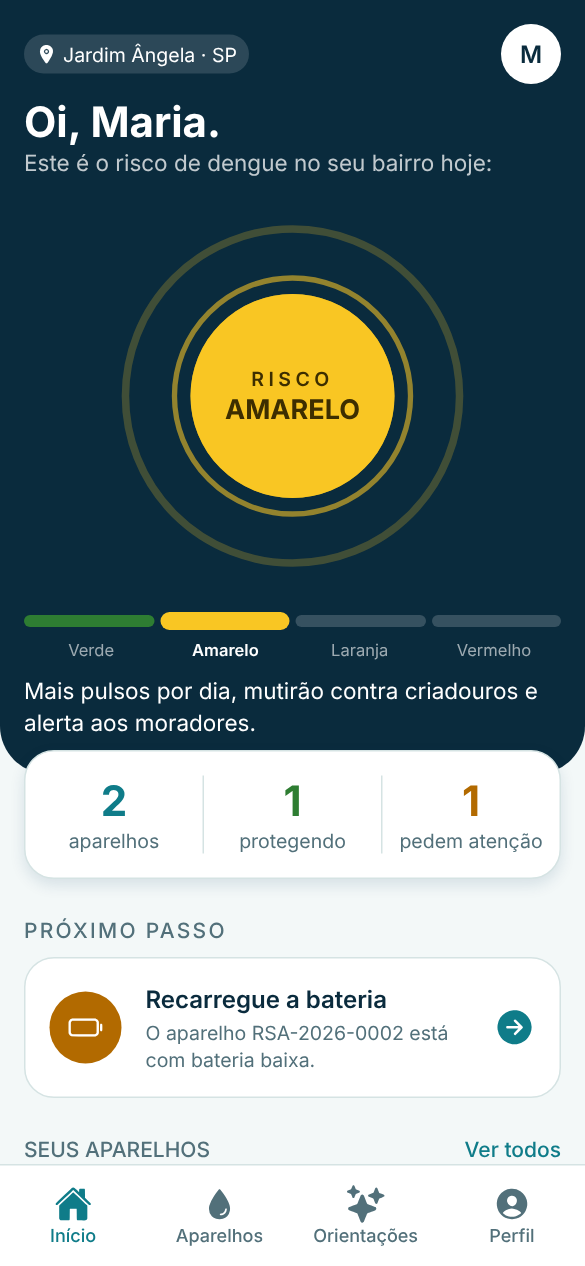 Jardim Ângela · SP
M
Oi, Maria.
Este é o risco de dengue no seu bairro hoje:
RISCO
AMARELO
Verde
Amarelo
Laranja
Vermelho
Mais pulsos por dia, mutirão contra criadouros e
alerta aos moradores.
2
aparelhos
1
protegendo
1
pedem atenção
PRÓXIMO PASSO
Recarregue a bateria
O aparelho RSA-2026-0002 está
com bateria baixa.
SEUS APARELHOS
Ver todos
Início
Aparelhos
Orientações
Perfil